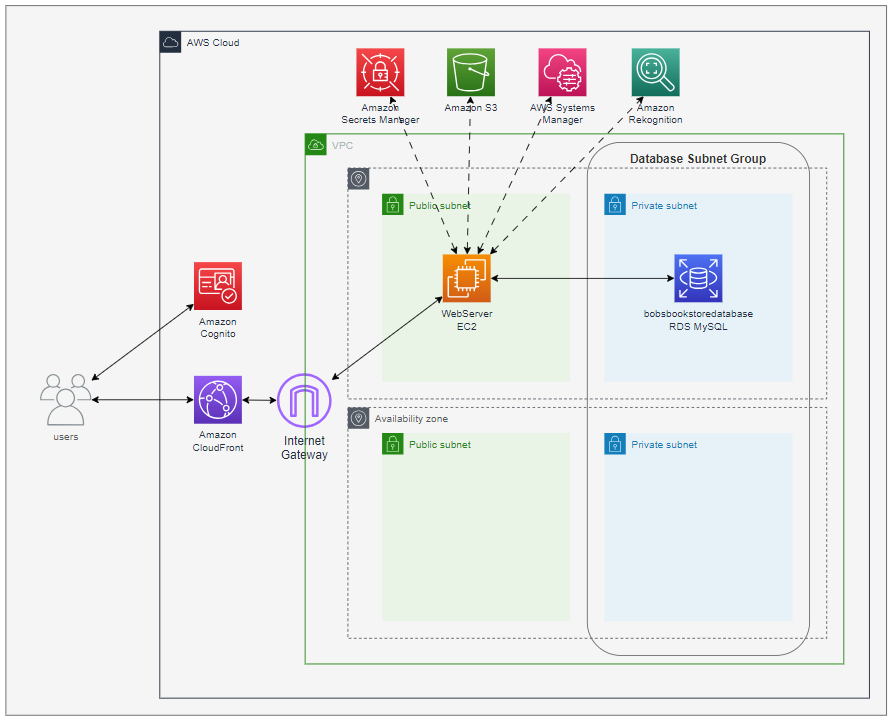 AWS Cloud
Amazon
Secrets Manager
Amazon S3
AWS Systems
Manager
Amazon
Rekognition
VPC
Database Subnet Group
Public subnet
Private subnet
WebServer
EC2
bobsbookstoredatabase
RDS MySQL
Amazon
Cognito
users
Amazon
CloudFront
Internet
Gateway
Availability zone
Public subnet
Private subnet